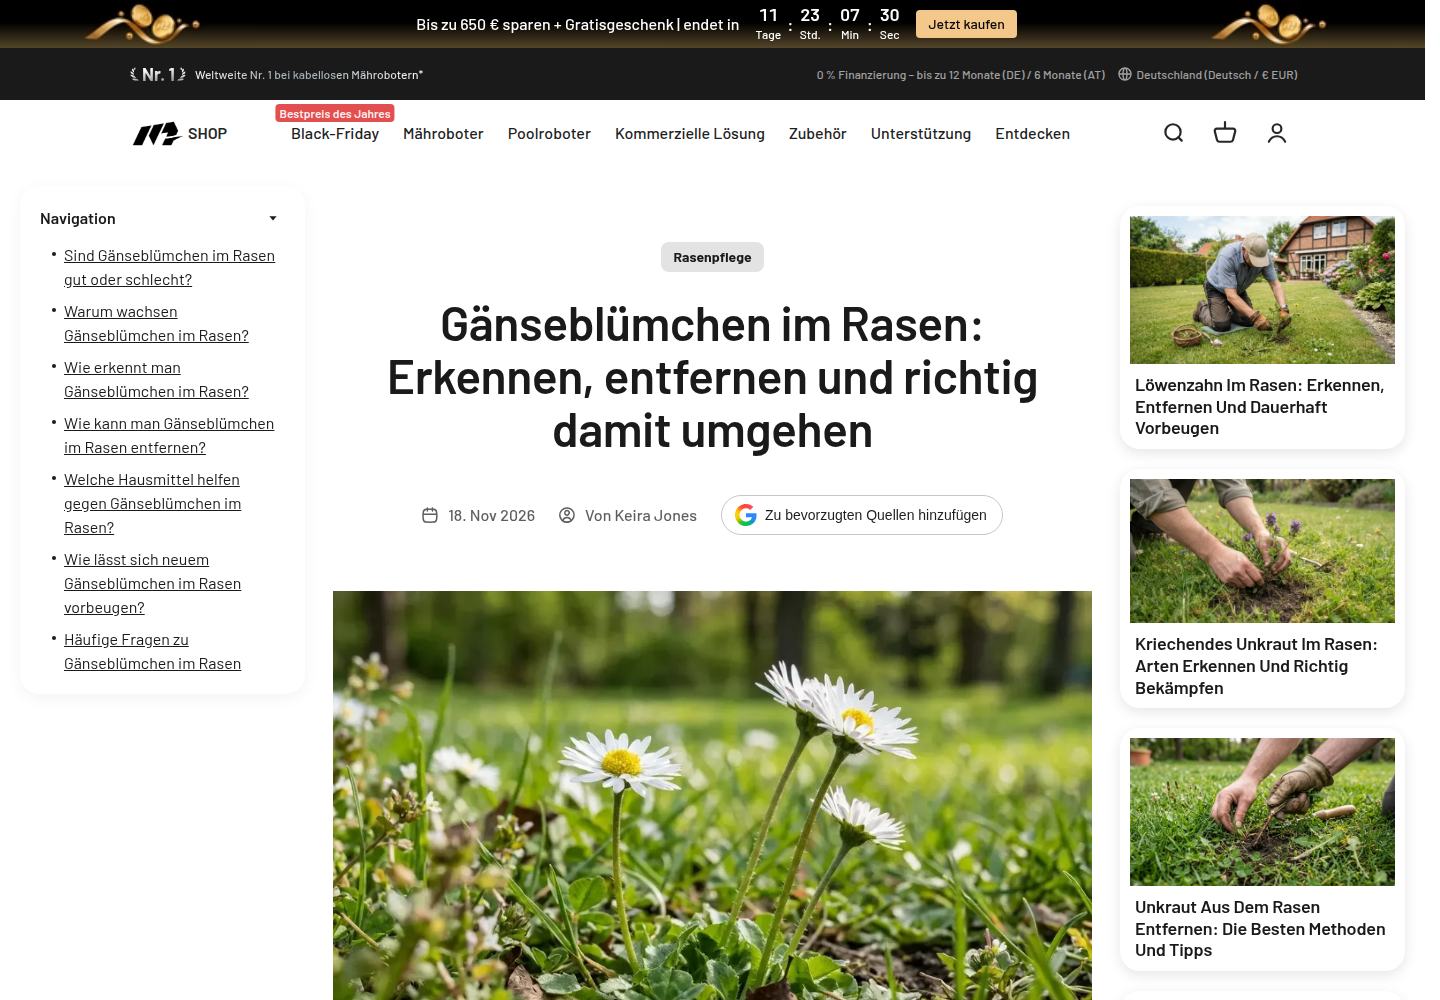 Bis zu 650 € sparen + Gratisgeschenk | endet in
11 : 23 : 07 : 30
Tage Std. Min Sec
Jetzt kaufen
Nr. 1
Weltweite Nr. 1 bei kabellosen Mährobotern*
0 % Finanzierung – bis zu 12 Monate (DE) / 6 Monate (AT)
Deutschland (Deutsch / € EUR)
SHOP
Bestpreis des Jahres
Black-Friday
Mähroboter
Poolroboter
Kommerzielle Lösung
Zubehör
Unterstützung
Entdecken
Navigation
Sind Gänseblümchen im Rasen
gut oder schlecht?
Warum wachsen
Gänseblümchen im Rasen?
Wie erkennt man
Gänseblümchen im Rasen?
Wie kann man Gänseblümchen
im Rasen entfernen?
Welche Hausmittel helfen
gegen Gänseblümchen im
Rasen?
Wie lässt sich neuem
Gänseblümchen im Rasen
vorbeugen?
Häufige Fragen zu
Gänseblümchen im Rasen
Rasenpflege
Gänseblümchen im Rasen:
Erkennen, entfernen und richtig
damit umgehen
18. Nov 2026
Von Keira Jones
Zu bevorzugten Quellen hinzufügen
Löwenzahn Im Rasen: Erkennen,
Entfernen Und Dauerhaft
Vorbeugen
Kriechendes Unkraut Im Rasen:
Arten Erkennen Und Richtig
Bekämpfen
Unkraut Aus Dem Rasen
Entfernen: Die Besten Methoden
Und Tipps